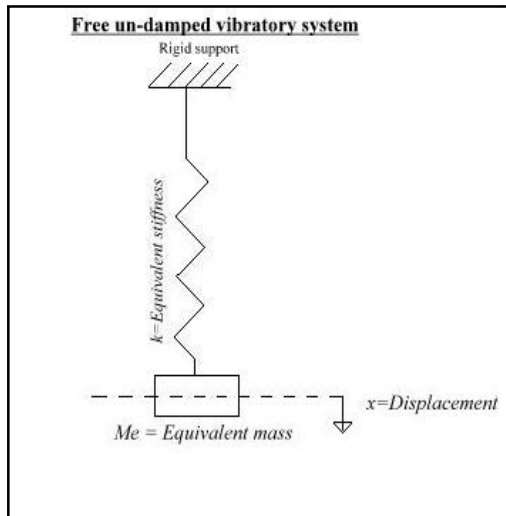 Free un-damped vibratory system
Rigid support
k=Equivalent stiffness
x=Displacement
Me = Equivalent mass